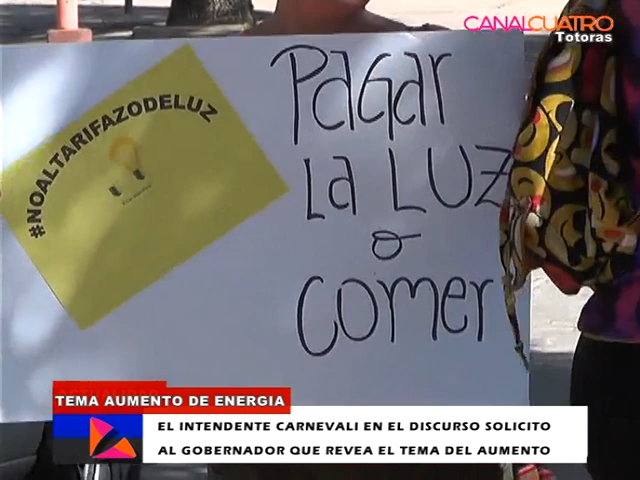 CANALCUATRO
Totoras
#NOALTARIFAZODELUZ
PAGAR
LA LUZ
o
comer
TEMA AUMENTO DE ENERGIA
EL INTENDENTE CARNEVALI EN EL DISCURSO SOLICITO
AL GOBERNADOR QUE REVEA EL TEMA DEL AUMENTO